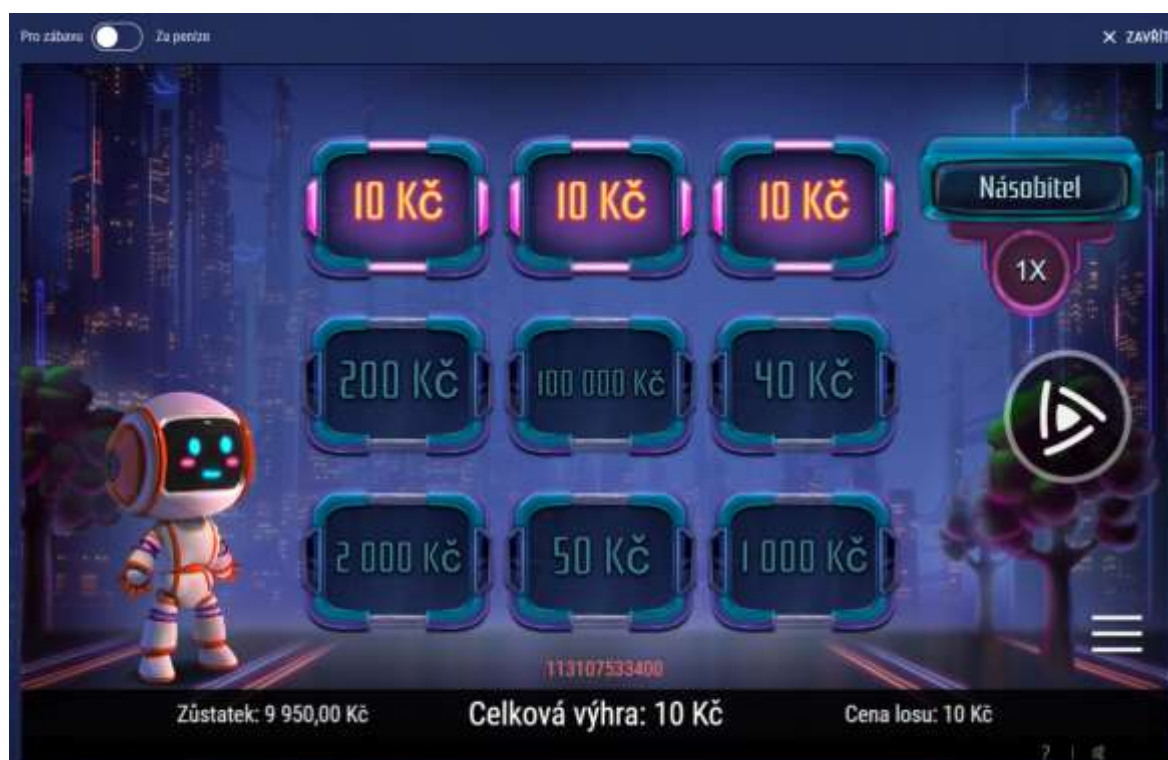 Pro zábavu Za peníze
× ZAVŘÍT
10 Kč 10 Kč 10 Kč
Násobitel
1X
200 Kč 100 000 Kč 40 Kč
2 000 Kč 50 Kč 1 000 Kč
113107533400
Zůstatek: 9 950,00 Kč Celková výhra: 10 Kč Cena losu: 10 Kč
?